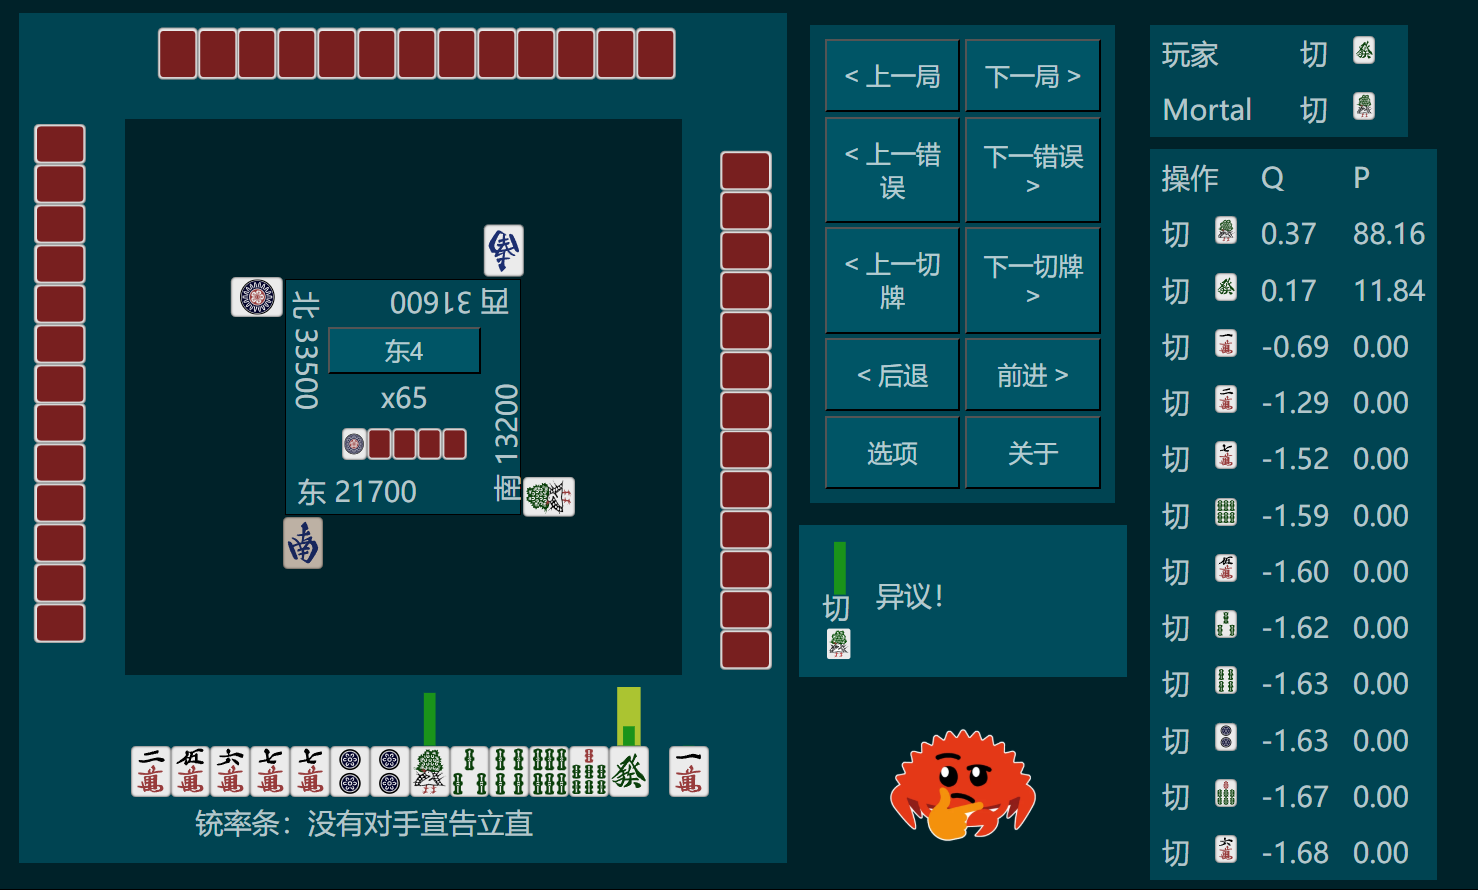 北 33500
西 31600
东4
x65
南 13200
东 21700
铳率条：没有对手宣告立直
< 上一局
下一局 >
< 上一错
误
下一错误
>
< 上一切
牌
下一切牌
>
< 后退
前进 >
选项
关于
切
异议！
玩家 切
Mortal 切
操作 Q P
切 0.37 88.16
切 0.17 11.84
切 -0.69 0.00
切 -1.29 0.00
切 -1.52 0.00
切 -1.59 0.00
切 -1.60 0.00
切 -1.62 0.00
切 -1.63 0.00
切 -1.63 0.00
切 -1.67 0.00
切 -1.68 0.00